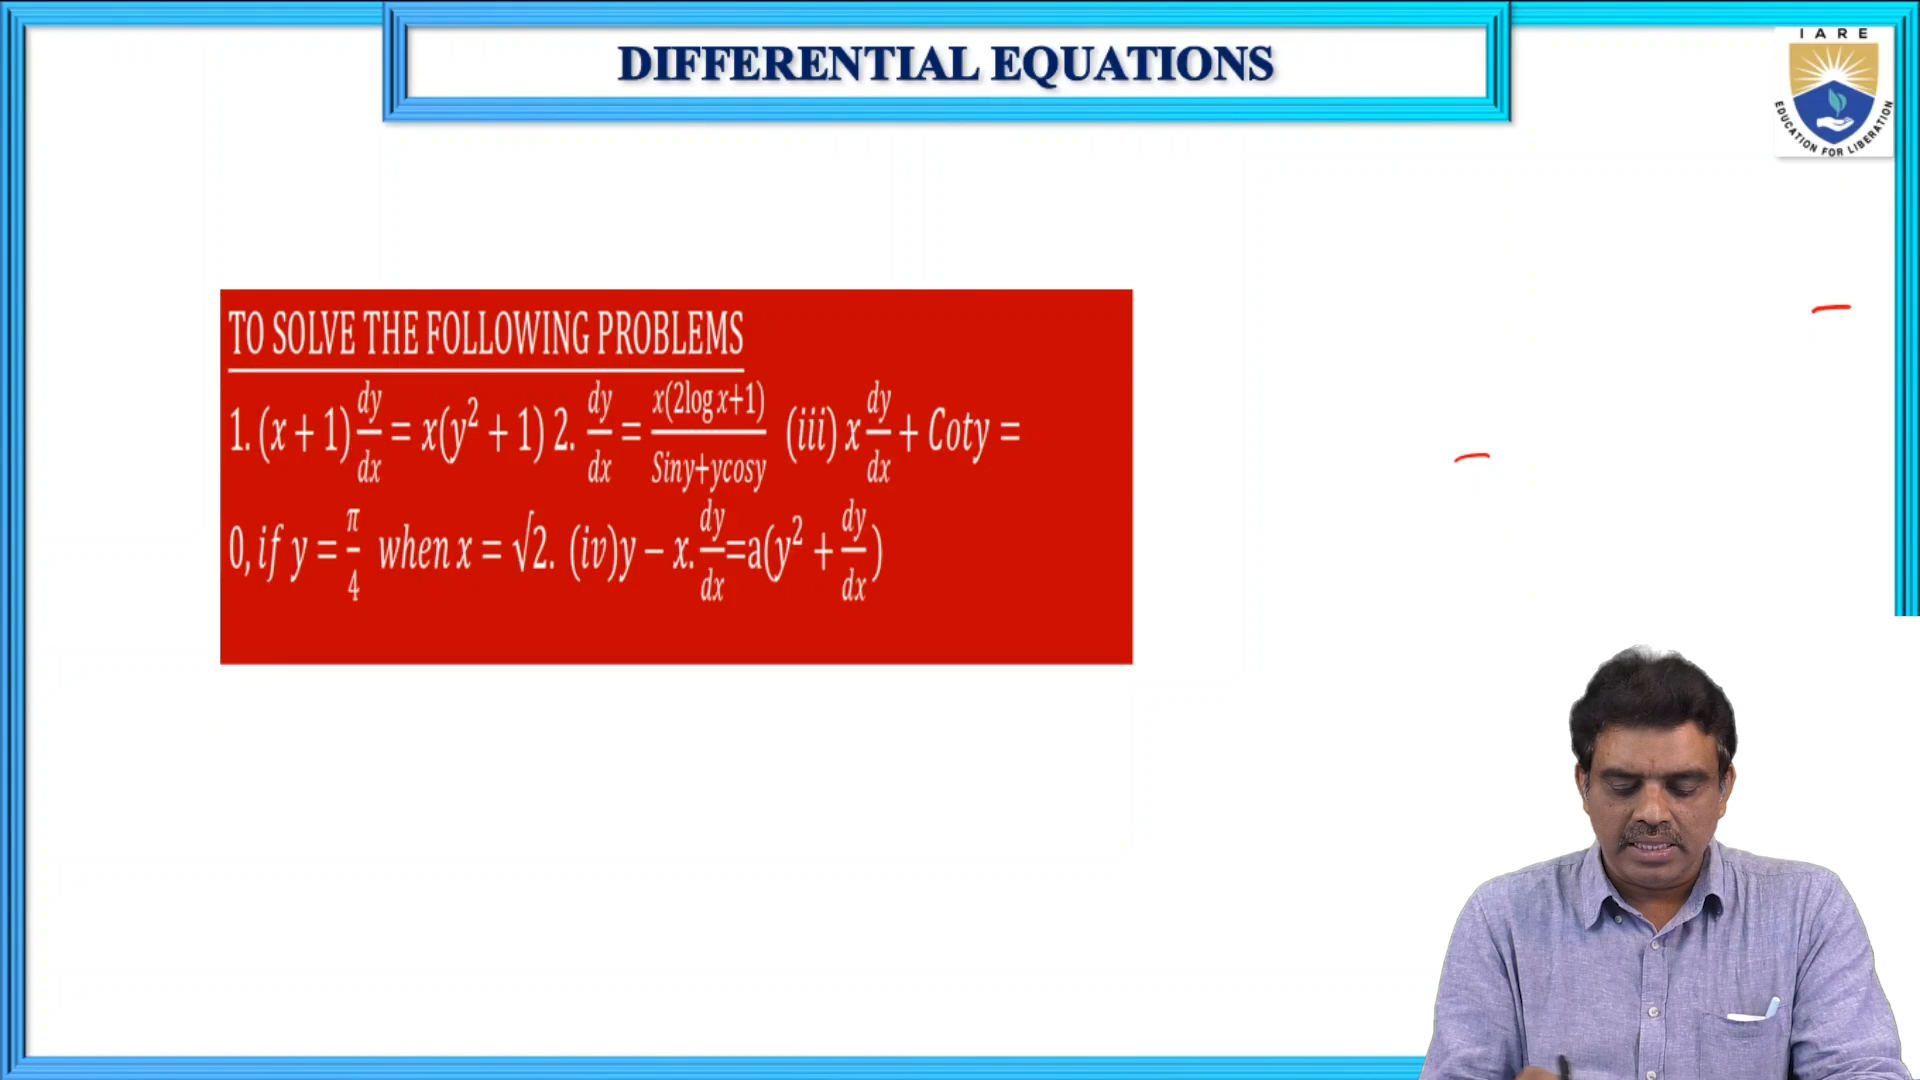 DIFFERENTIAL EQUATIONS
IARE
EDUCATION FOR LIBERATION
TO SOLVE THE FOLLOWING PROBLEMS
1. (x + 1) dy/dx = x(y² + 1) 2. dy/dx = x(2log x+1)/Siny+ycosy (iii) x dy/dx + Coty =
0, if y = π/4 when x = √2. (iv)y − x. dy/dx=a(y² + dy/dx)